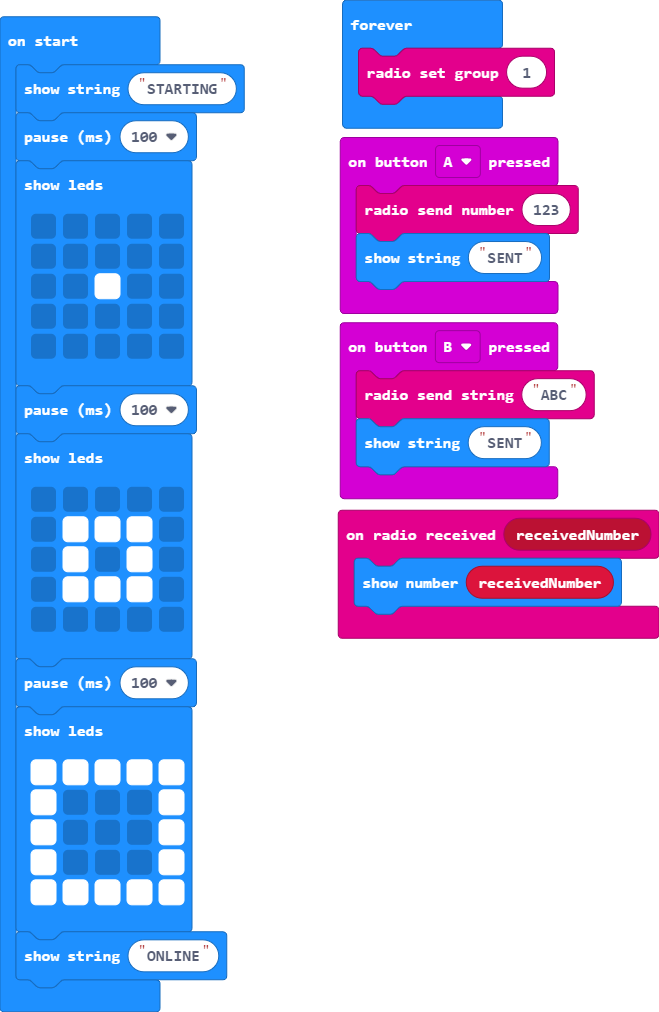 on start
show string "STARTING"
pause (ms) 100
show leds
pause (ms) 100
show leds
pause (ms) 100
show leds
show string "ONLINE"
forever
radio set group 1
on button A pressed
radio send number 123
show string "SENT"
on button B pressed
radio send string "ABC"
show string "SENT"
on radio received receivedNumber
show number receivedNumber